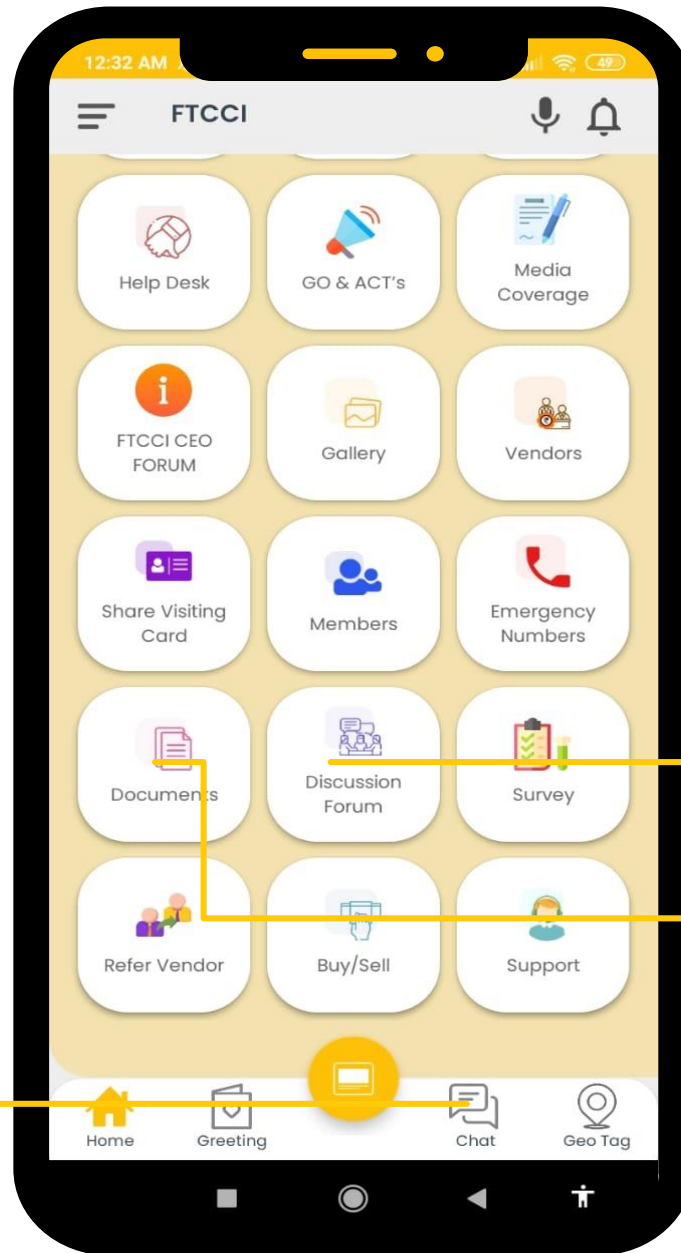 12:32 AM
49
FTCCI
Help Desk
GO & ACT's
Media
Coverage
i
FTCCI CEO
FORUM
Gallery
Vendors
Share Visiting
Card
Members
Emergency
Numbers
Documents
Discussion
Forum
Survey
Refer Vendor
Buy/Sell
Support
Home
Greeting
Chat
Geo Tag